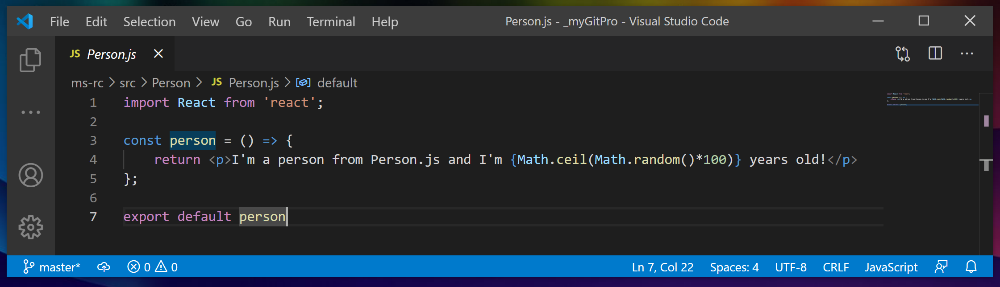 File Edit Selection View Go Run Terminal Help Person.js - _myGitPro - Visual Studio Code
JS Person.js
ms-rc > src > Person > JS Person.js > default
1 import React from 'react';
2
3 const person = () => {
4     return <p>I'm a person from Person.js and I'm {Math.ceil(Math.random()*100)} years old!</p>
5 };
6
7 export default person
master* 0 0 Ln 7, Col 22 Spaces: 4 UTF-8 CRLF JavaScript